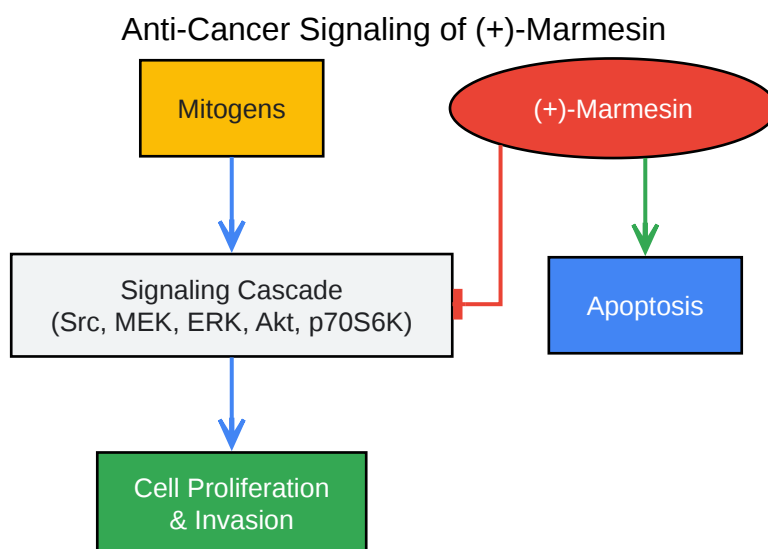 Anti-Cancer Signaling of (+)-Marmesin
Mitogens
(+)-Marmesin
Signaling Cascade
(Src, MEK, ERK, Akt, p70S6K)
Apoptosis
Cell Proliferation
& Invasion